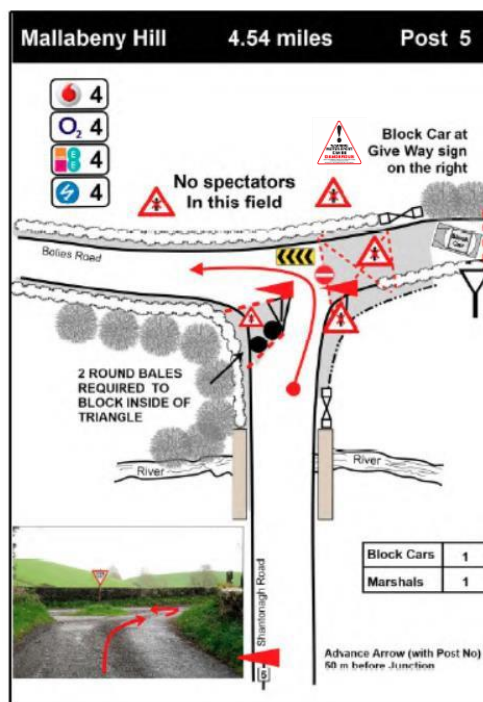 Mallabeny Hill 4.54 miles Post 5
4
O2 4
4
4
No spectators
In this field
Block Car at
Give Way sign
on the right
Bolies Road
2 ROUND BALES
REQUIRED TO
BLOCK INSIDE OF
TRIANGLE
River
River
Shantonagh Road
5
Block Cars 1
Marshals 1
Advance Arrow (with Post No)
50 m before Junction